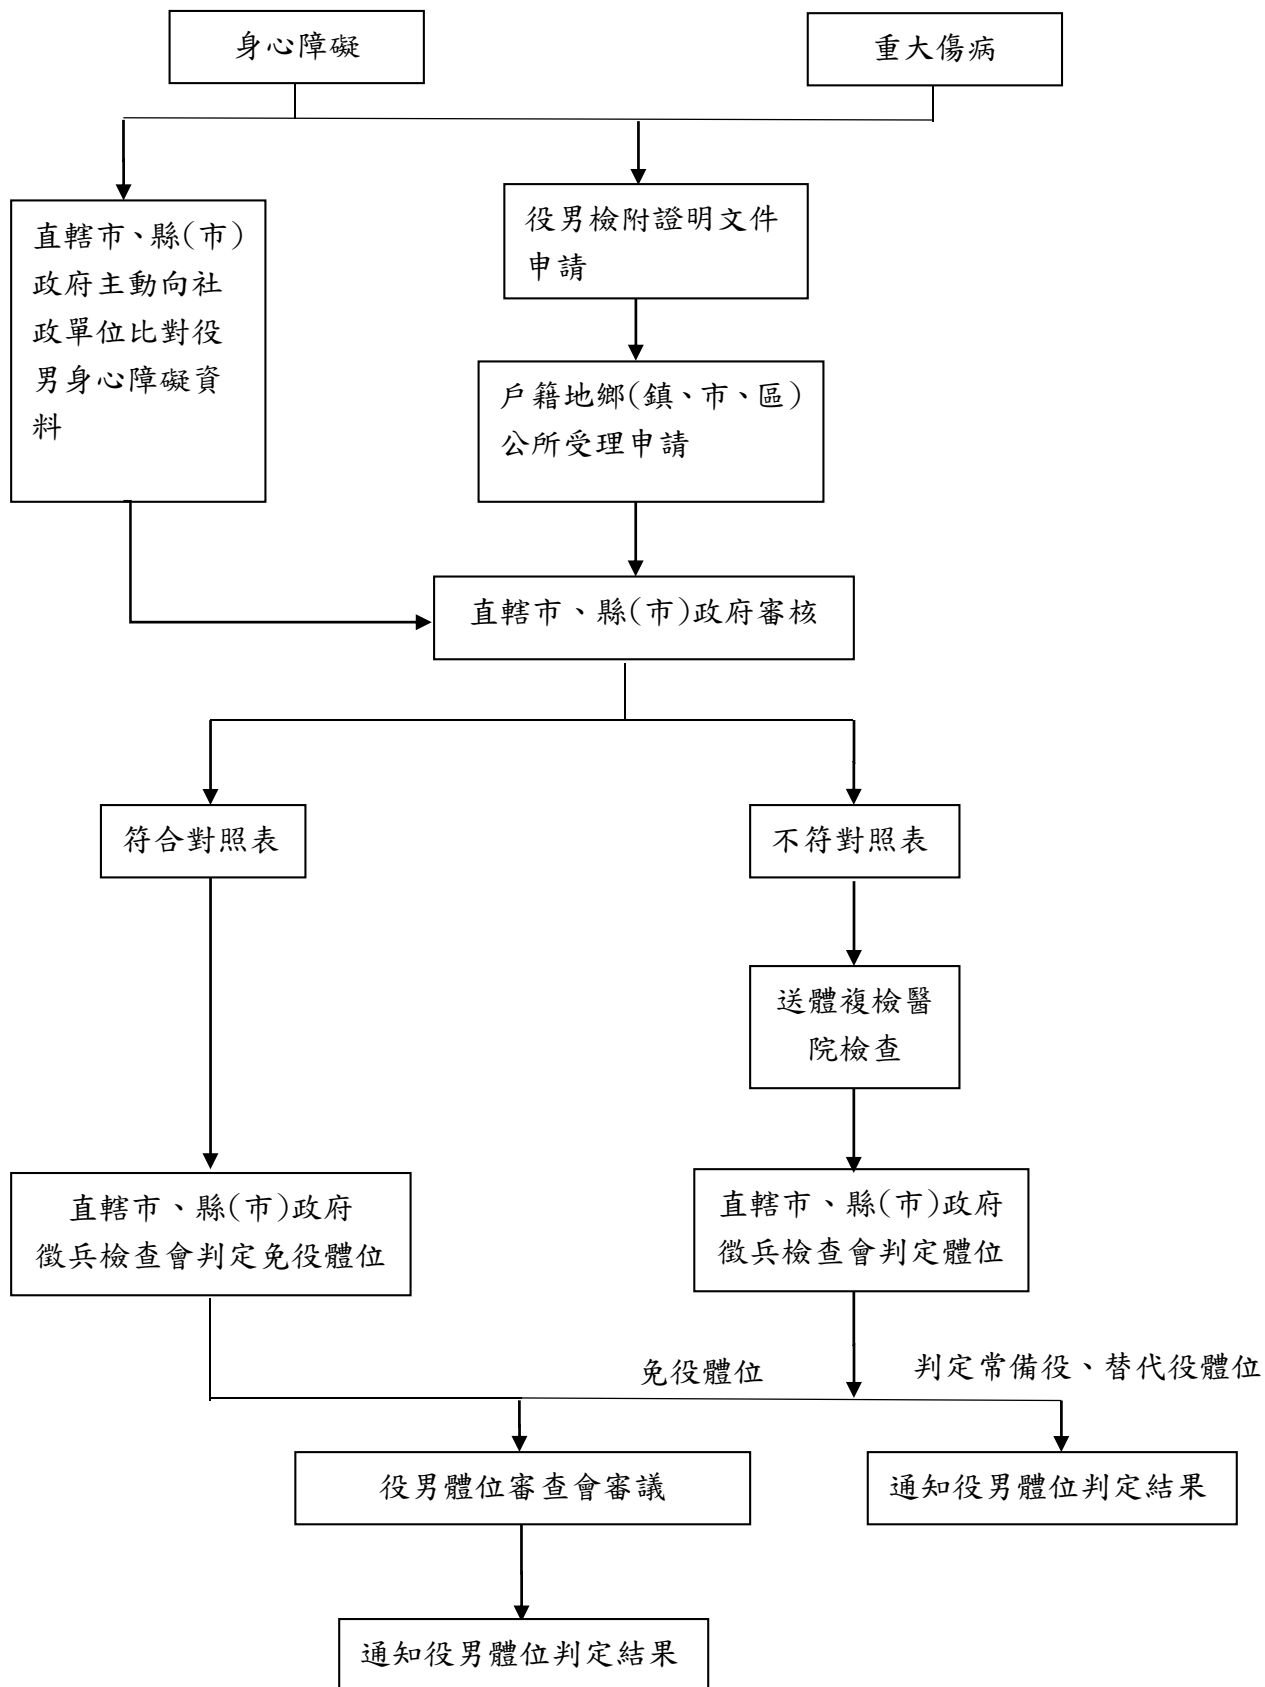 身心障礙
重大傷病
直轄市、縣(市)
政府主動向社
政單位比對役
男身心障礙資
料
役男檢附證明文件
申請
戶籍地鄉(鎮、市、區)
公所受理申請
直轄市、縣(市)政府審核
符合對照表
不符對照表
送體複檢醫
院檢查
直轄市、縣(市)政府
徵兵檢查會判定免役體位
直轄市、縣(市)政府
徵兵檢查會判定體位
免役體位
判定常備役、替代役體位
役男體位審查會審議
通知役男體位判定結果
通知役男體位判定結果